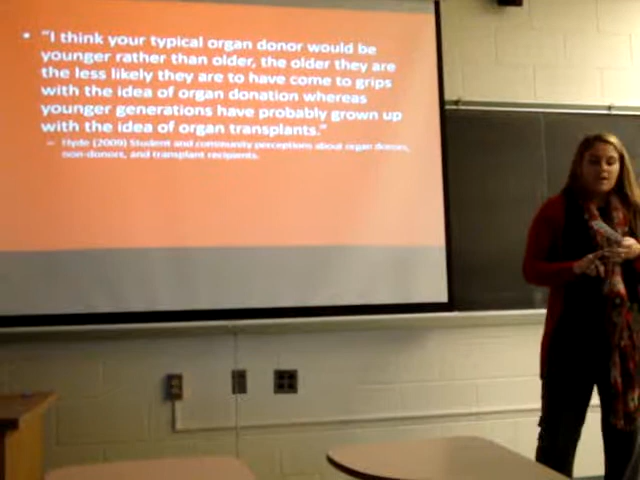 • "I think your typical organ donor would be
younger rather than older, the older they are
the less likely they are to have come to grips
with the idea of organ donation whereas
younger generations have probably grown up
with the idea of organ transplants."
– Hyde (2009) Student and community perceptions about organ donors,
non-donors, and transplant recipients.